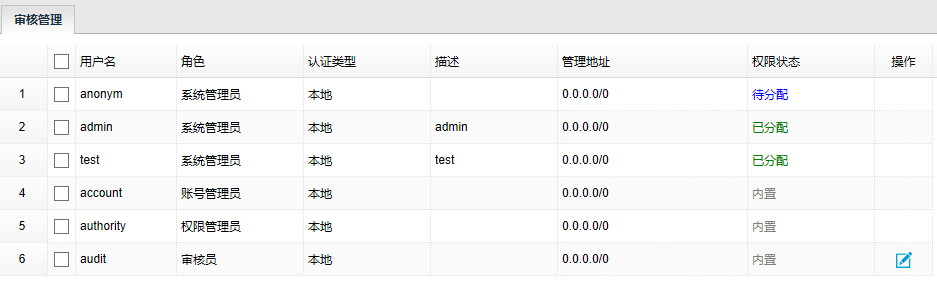 审核管理
用户名 角色 认证类型 描述 管理地址 权限状态 操作
1 anonym 系统管理员 本地 0.0.0.0/0 待分配
2 admin 系统管理员 本地 admin 0.0.0.0/0 已分配
3 test 系统管理员 本地 test 0.0.0.0/0 已分配
4 account 账号管理员 本地 0.0.0.0/0 内置
5 authority 权限管理员 本地 0.0.0.0/0 内置
6 audit 审核员 本地 0.0.0.0/0 内置